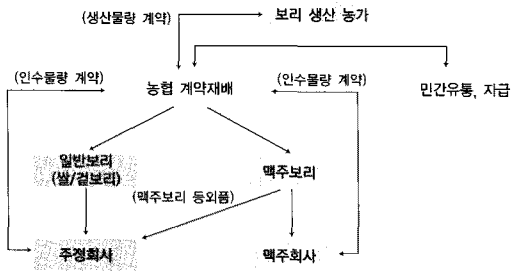 (생산물량 계약)
보리 생산 농가
(인수물량 계약)
농협 계약재배
(인수물량 계약)
민간유통, 자급
일반보리
(쌀/겉보리)
맥주보리
(맥주보리 등외품)
주정회사
맥주회사